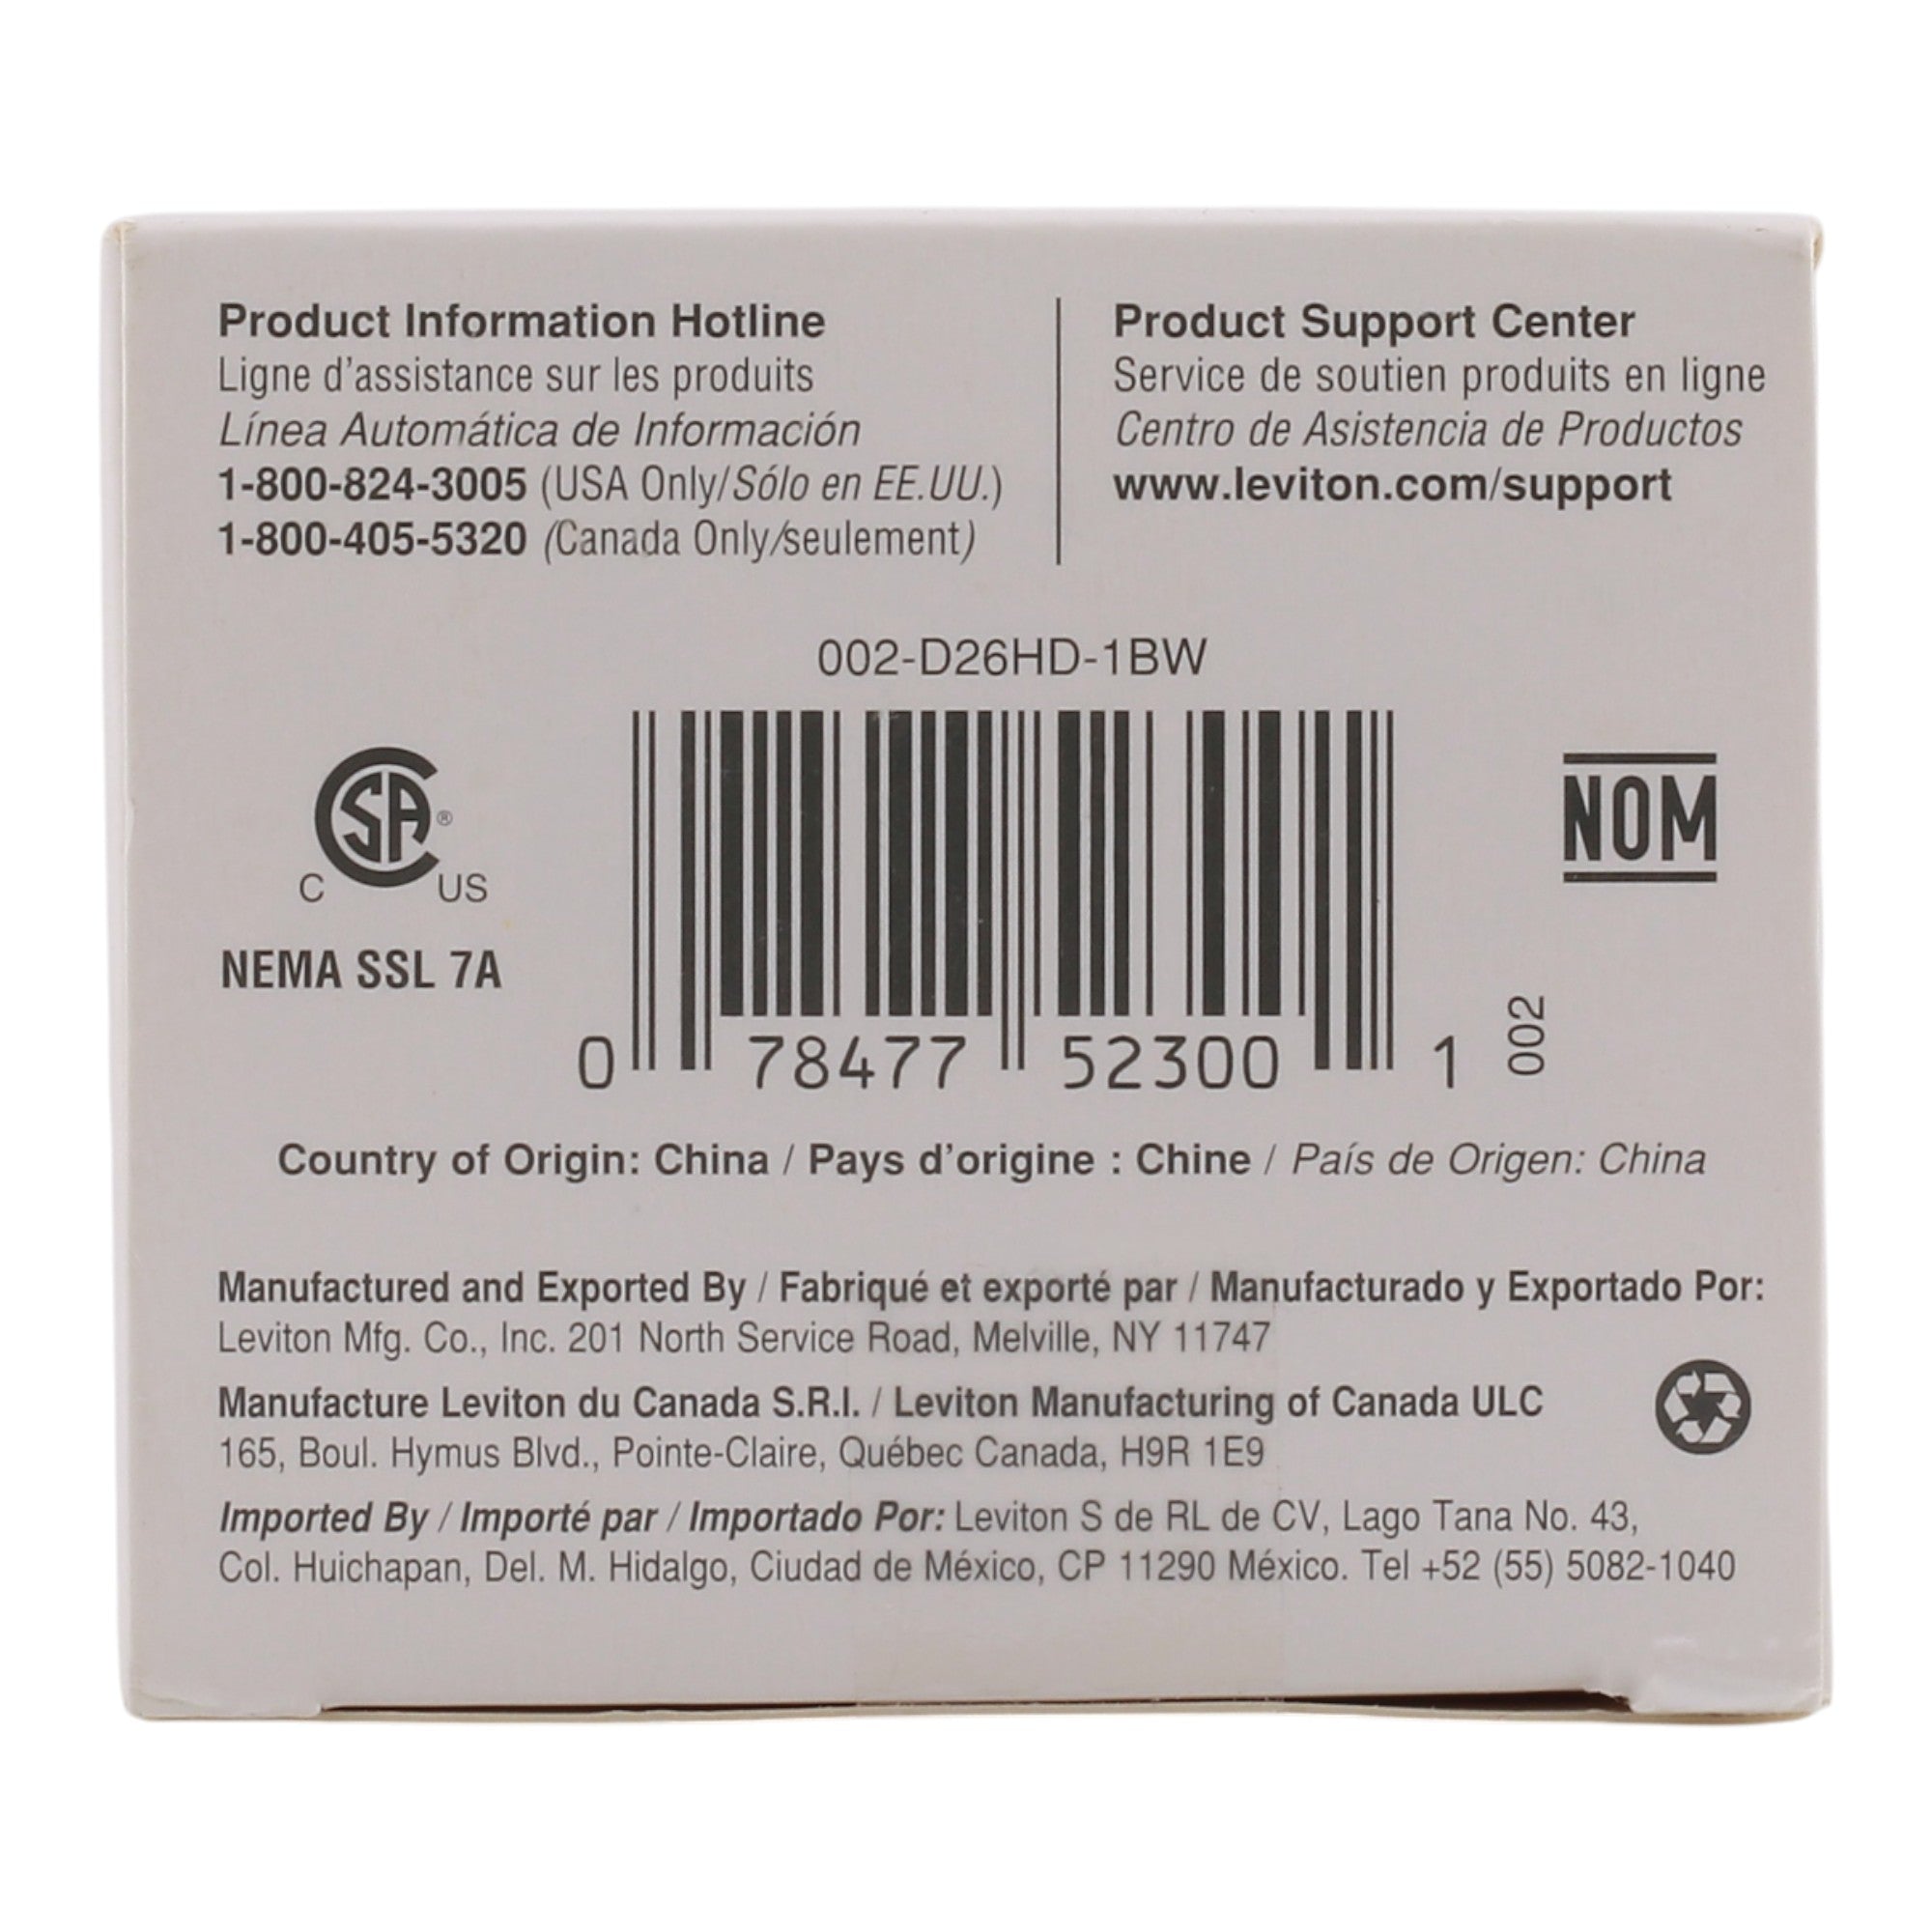 Product Information Hotline
Ligne d'assistance sur les produits
Línea Automática de Información
1-800-824-3005 (USA Only/Sólo en EE.UU.)
1-800-405-5320 (Canada Only/seulement)
Product Support Center
Service de soutien produits en ligne
Centro de Asistencia de Productos
www.leviton.com/support
002-D26HD-1BW
CSA®
C US
NEMA SSL 7A
NOM
0 78477 52300 1
002
Country of Origin: China / Pays d'origine : Chine / País de Origen: China
Manufactured and Exported By / Fabriqué et exporté par / Manufacturado y Exportado Por:
Leviton Mfg. Co., Inc. 201 North Service Road, Melville, NY 11747
Manufacture Leviton du Canada S.R.I. / Leviton Manufacturing of Canada ULC
165, Boul. Hymus Blvd., Pointe-Claire, Québec Canada, H9R 1E9
Imported By / Importé par / Importado Por: Leviton S de RL de CV, Lago Tana No. 43,
Col. Huichapan, Del. M. Hidalgo, Ciudad de México, CP 11290 México. Tel +52 (55) 5082-1040